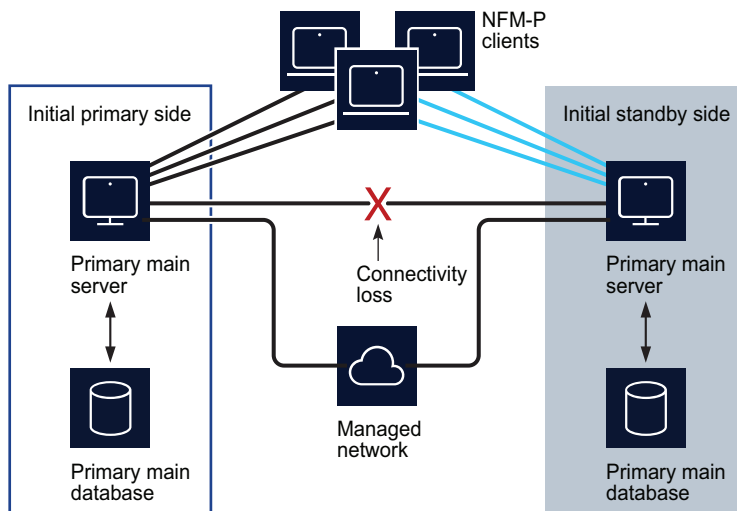 NFM-P
clients
Initial primary side
Initial standby side
Primary main
server
X
Connectivity
loss
Primary main
server
Managed
network
Primary main
database
Primary main
database